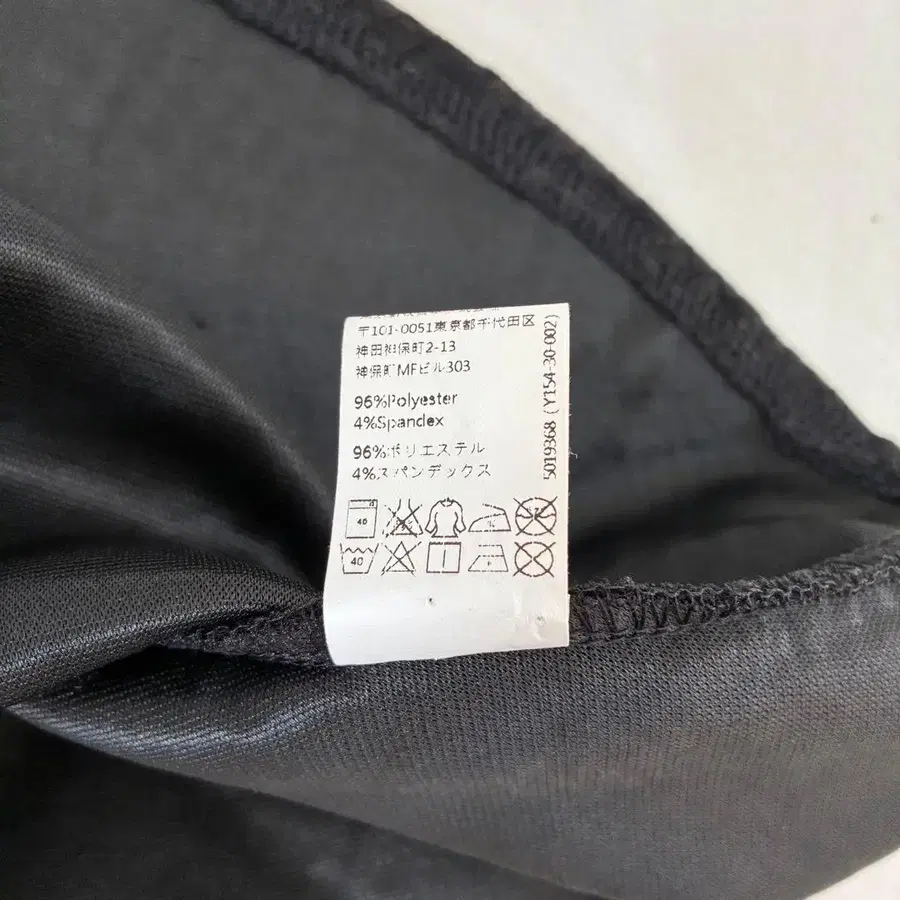 〒101-0051東京都千代田区
神田神保町2-13
神保町MFビル303
96%Polyester
4%Spandex
96%ポリエステル
4%スパンデックス
40
40
5019368 (Y154-30-002)